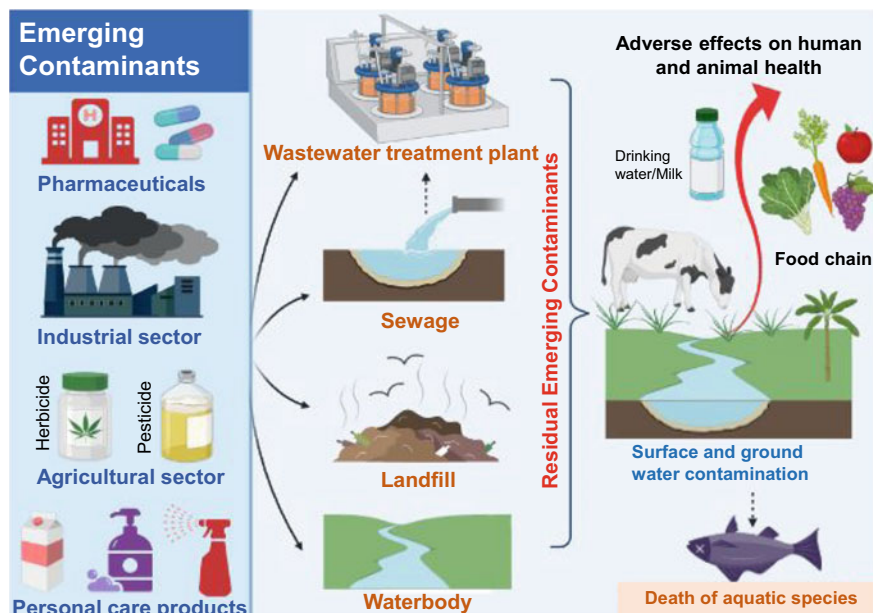 Emerging
Contaminants
H
Pharmaceuticals
Industrial sector
Herbicide
Pesticide
Agricultural sector
Personal care products
Wastewater treatment plant
Sewage
Landfill
Waterbody
Residual Emerging Contaminants
Adverse effects on human
and animal health
Drinking
water/Milk
Food chain
Surface and ground
water contamination
Death of aquatic species